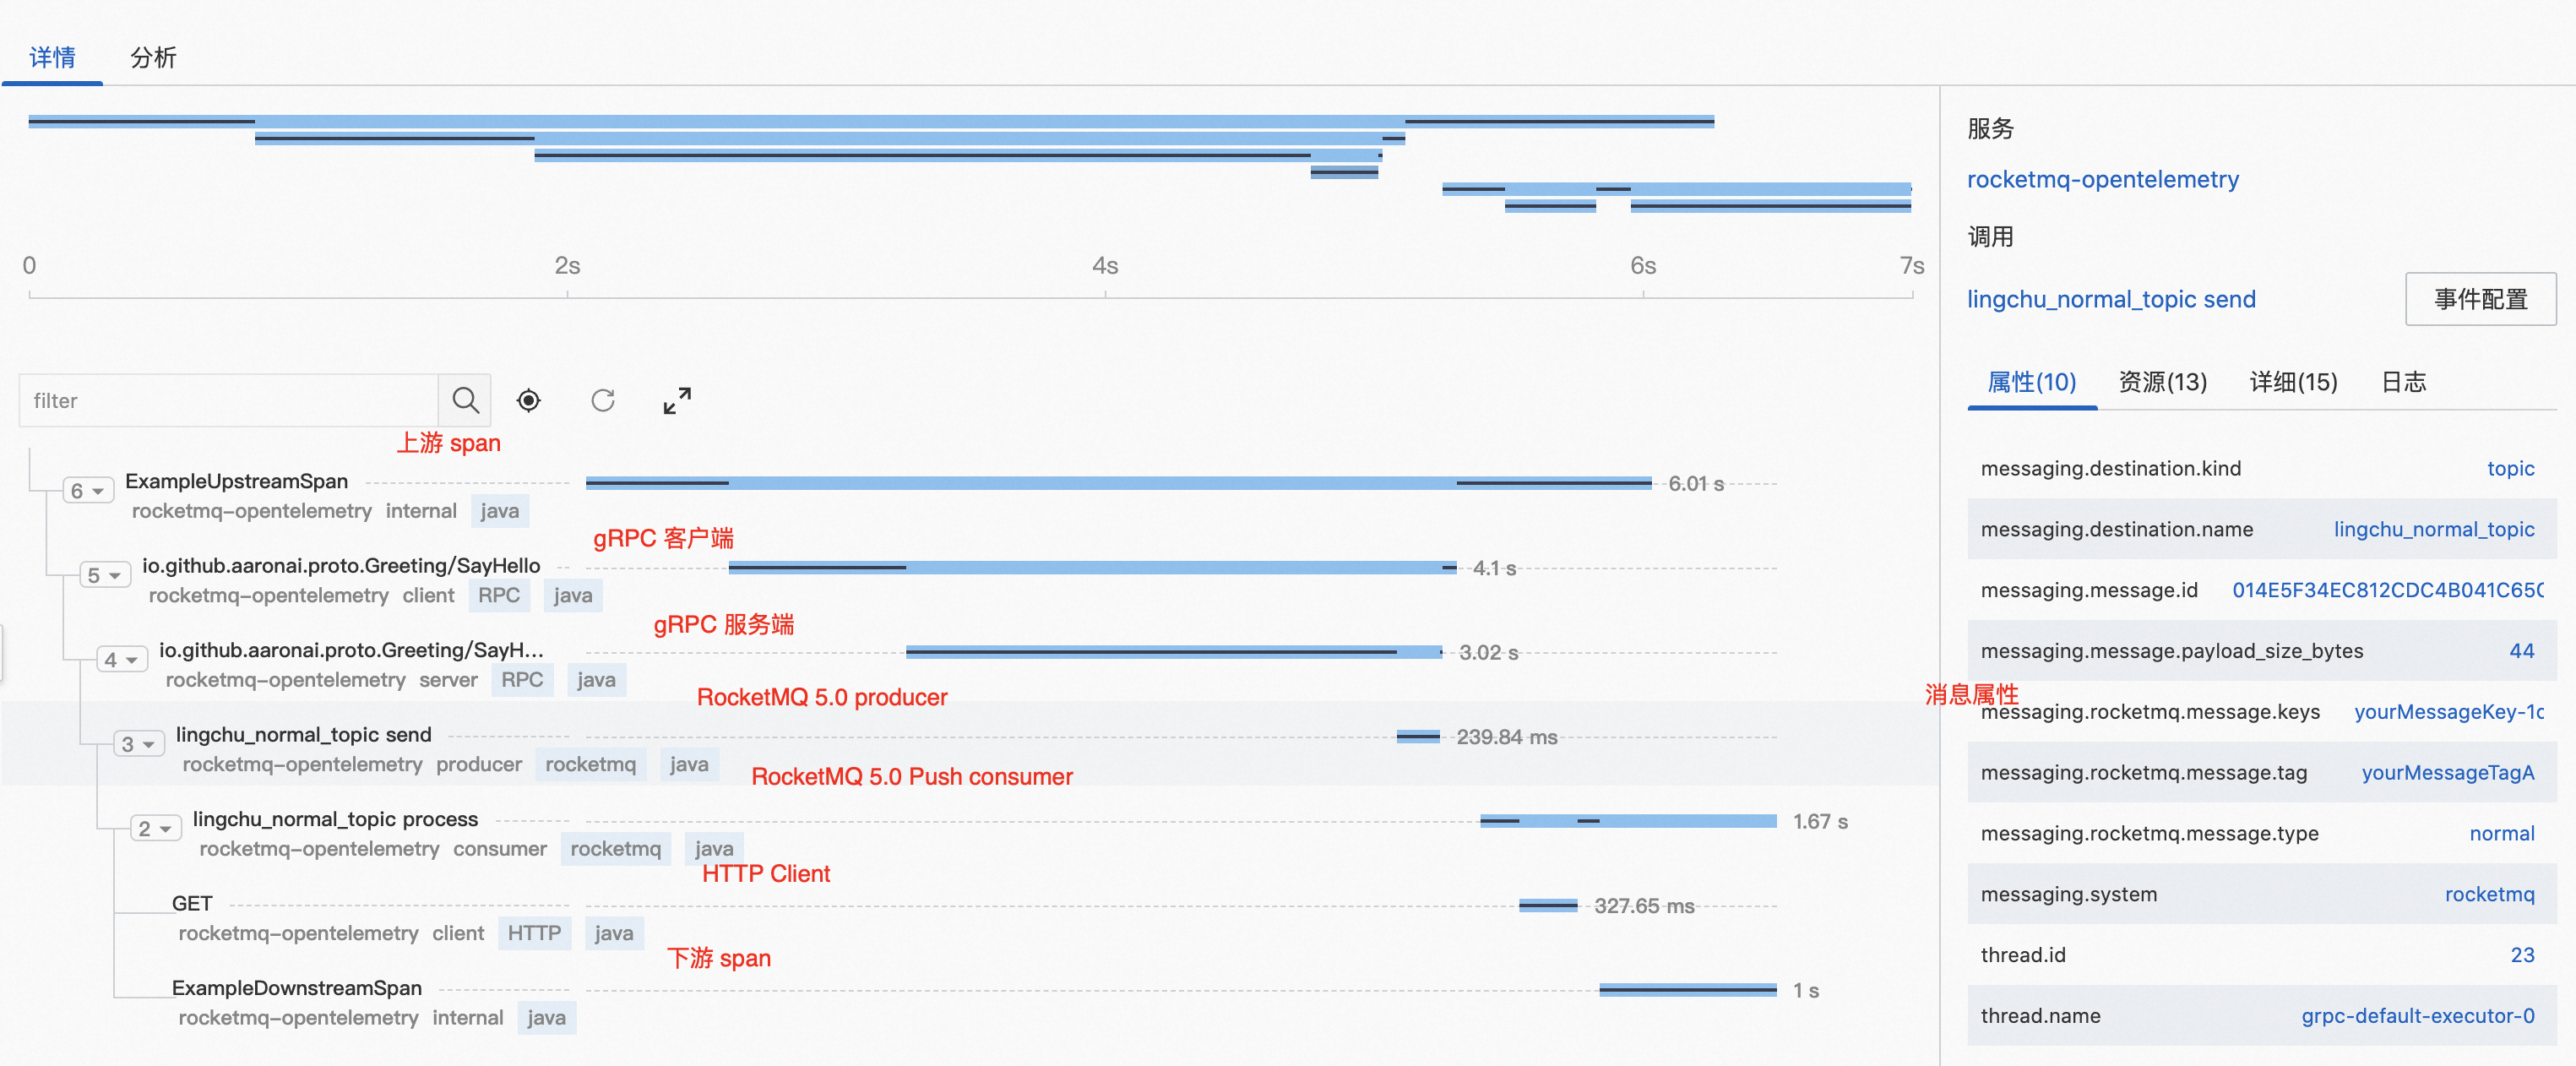 详情 分析
0 2s 4s 6s 7s
filter
上游 span
6 ExampleUpstreamSpan 6.01 s
rocketmq-opentelemetry internal java
gRPC 客户端
5 io.github.aaronai.proto.Greeting/SayHello 4.1 s
rocketmq-opentelemetry client RPC java
gRPC 服务端
4 io.github.aaronai.proto.Greeting/SayH... 3.02 s
rocketmq-opentelemetry server RPC java
RocketMQ 5.0 producer
3 lingchu_normal_topic send 239.84 ms
rocketmq-opentelemetry producer rocketmq java
RocketMQ 5.0 Push consumer
2 lingchu_normal_topic process 1.67 s
rocketmq-opentelemetry consumer rocketmq java
HTTP Client
GET 327.65 ms
rocketmq-opentelemetry client HTTP java
下游 span
ExampleDownstreamSpan 1 s
rocketmq-opentelemetry internal java
服务
rocketmq-opentelemetry
调用
lingchu_normal_topic send 事件配置
属性(10) 资源(13) 详细(15) 日志
messaging.destination.kind topic
messaging.destination.name lingchu_normal_topic
messaging.message.id 014E5F34EC812CDC4B041C65
messaging.message.payload_size_bytes 44
消息属性
messaging.rocketmq.message.keys yourMessageKey-1
messaging.rocketmq.message.tag yourMessageTagA
messaging.rocketmq.message.type normal
messaging.system rocketmq
thread.id 23
thread.name grpc-default-executor-0